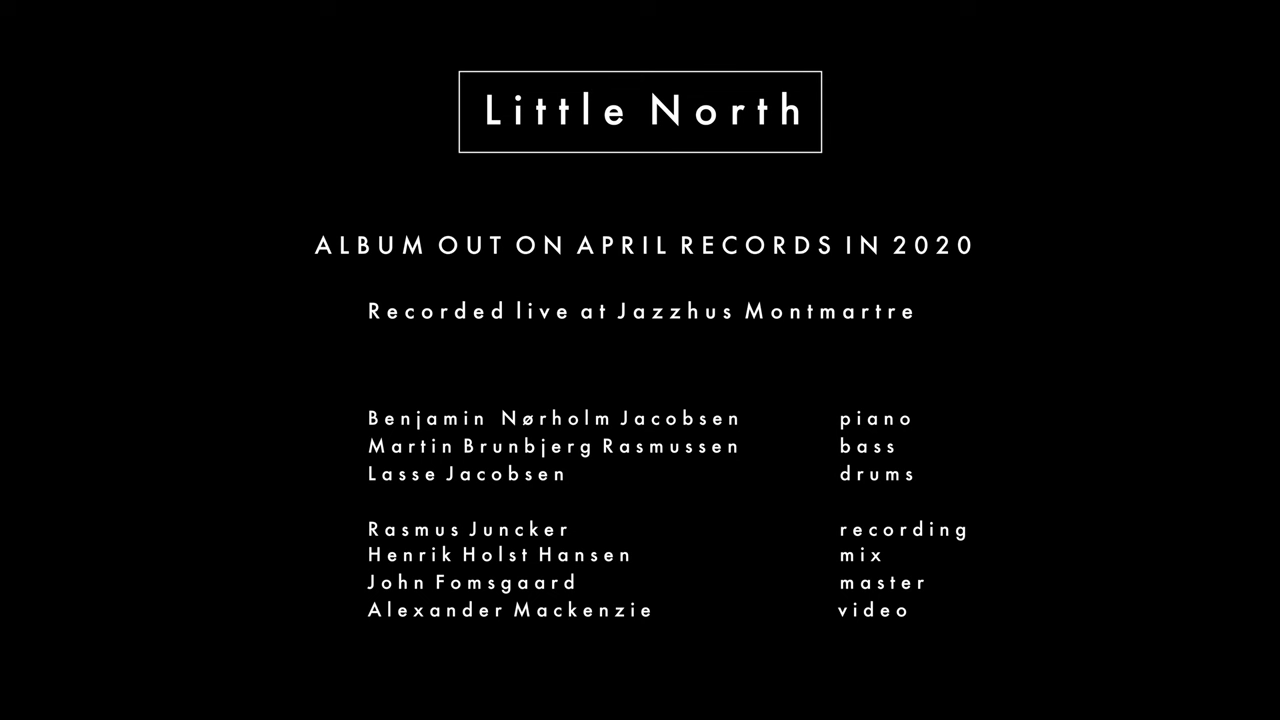 Little North
ALBUM OUT ON APRIL RECORDS IN 2020
Recorded live at Jazzhus Montmartre
Benjamin Nørholm Jacobsen piano
Martin Brunbjerg Rasmussen bass
Lasse Jacobsen drums
Rasmus Juncker recording
Henrik Holst Hansen mix
John Fomsgaard master
Alexander Mackenzie video